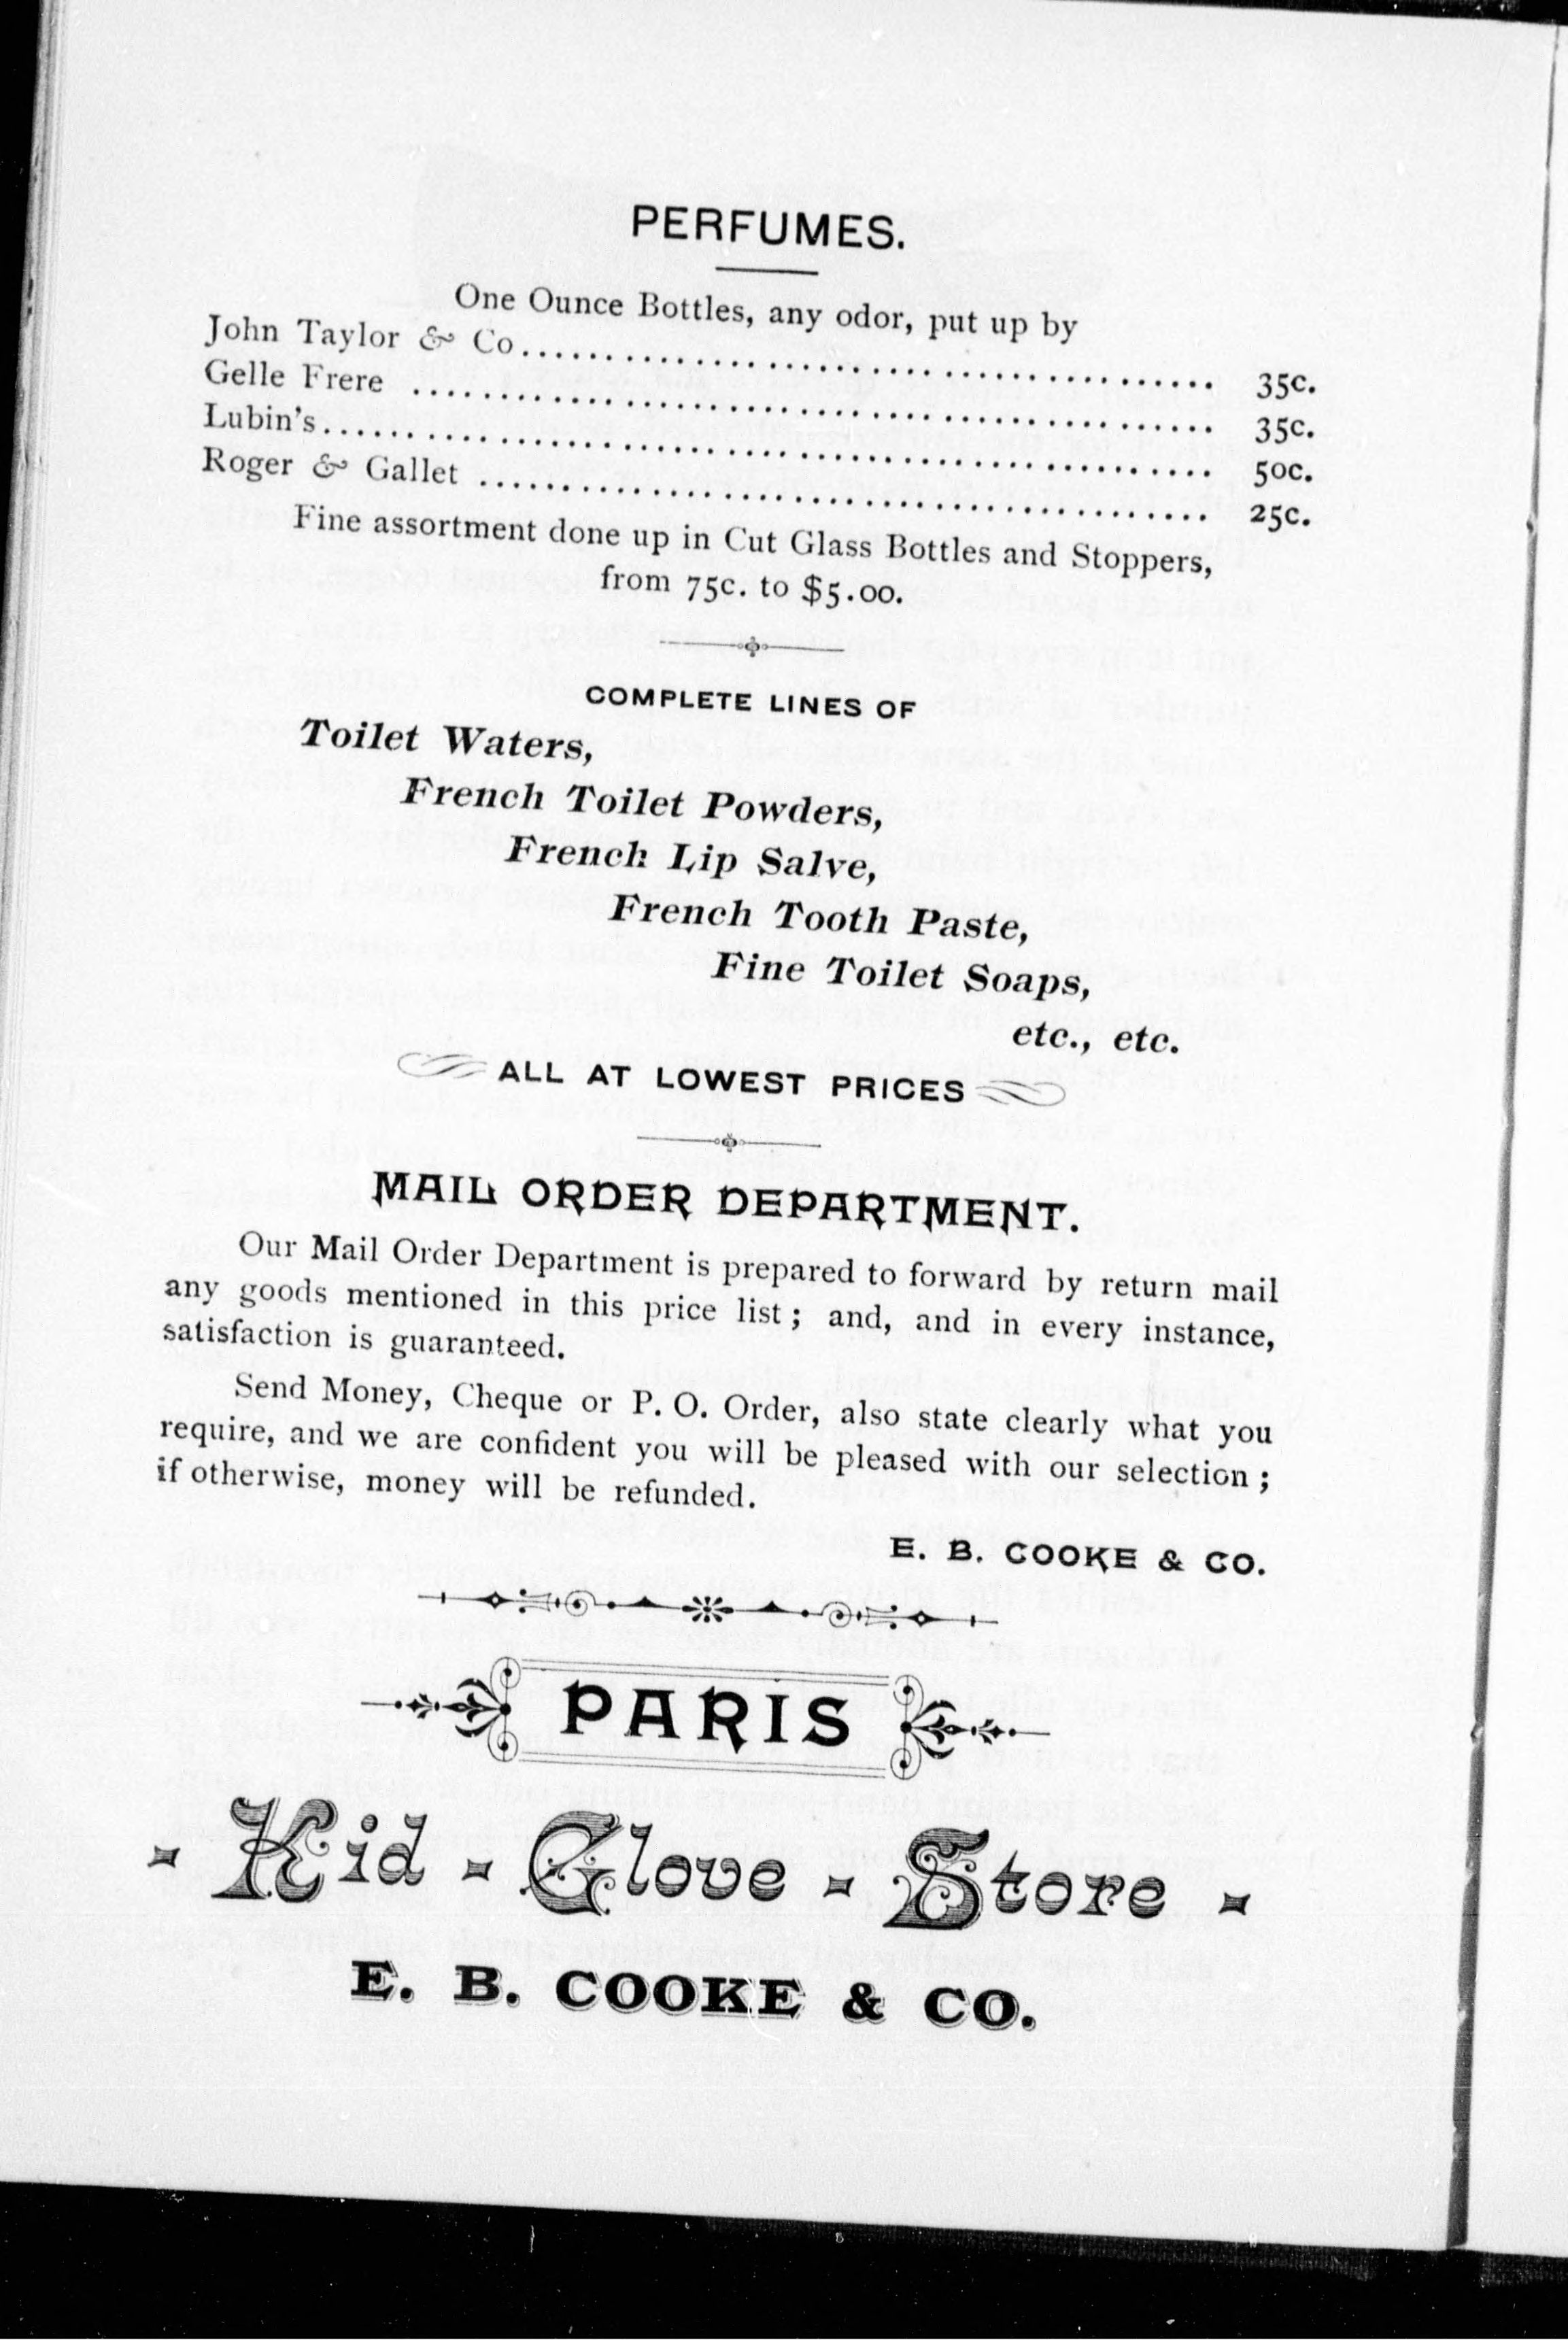 PERFUMES.
One Ounce Bottles, any odor, put up by
John Taylor & Co........................................ 35c.
Gelle Frere ........................................ 35c.
Lubin's........................................ 50c.
Roger & Gallet ........................................ 25c.
Fine assortment done up in Cut Glass Bottles and Stoppers,
from 75c. to $5.00.
COMPLETE LINES OF
Toilet Waters,
French Toilet Powders,
French Lip Salve,
French Tooth Paste,
Fine Toilet Soaps,
etc., etc.
ALL AT LOWEST PRICES
MAIL ORDER DEPARTMENT.
Our Mail Order Department is prepared to forward by return mail
any goods mentioned in this price list ; and, and in every instance,
satisfaction is guaranteed.
Send Money, Cheque or P. O. Order, also state clearly what you
require, and we are confident you will be pleased with our selection ;
if otherwise, money will be refunded.
E. B. COOKE & CO.
PARIS
Kid - Glove - Store
E. B. COOKE & CO.